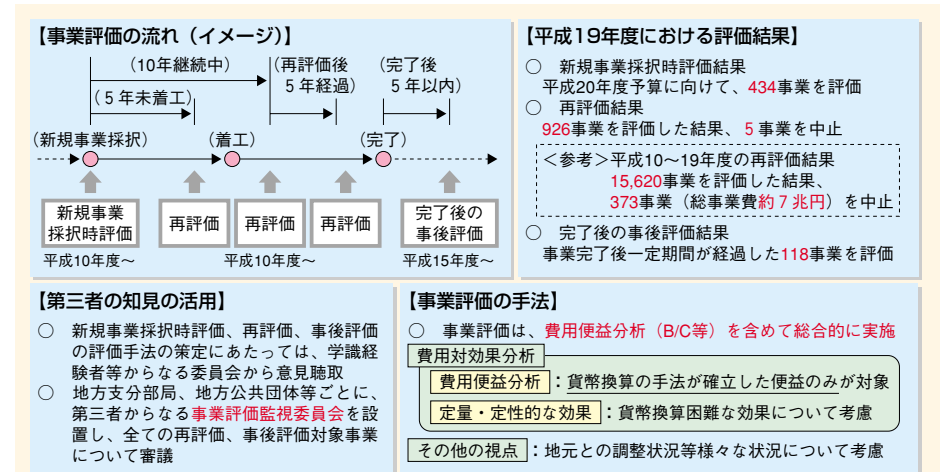 【事業評価の流れ（イメージ）】
（10年継続中）
（再評価後
5年経過）
（完了後
5年以内）
（5年未着工）
（新規事業採択）
（着工）
（完了）
新規事業
採択時評価
再評価
再評価
再評価
完了後の
事後評価
平成10年度～
平成10年度～
平成15年度～
【平成19年度における評価結果】
○　新規事業採択時評価結果
平成20年度予算に向けて、434事業を評価
○　再評価結果
926事業を評価した結果、5事業を中止
＜参考＞平成10～19年度の再評価結果
15,620事業を評価した結果、
373事業（総事業費約7兆円）を中止
○　完了後の事後評価結果
事業完了後一定期間が経過した118事業を評価
【第三者の知見の活用】
○　新規事業採択時評価、再評価、事後評価
の評価手法の策定にあたっては、学識経
験者等からなる委員会から意見聴取
○　地方支分部局、地方公共団体等ごとに、
第三者からなる事業評価監視委員会を設
置し、全ての再評価、事後評価対象事業
について審議
【事業評価の手法】
○　事業評価は、費用便益分析（B/C等）を含めて総合的に実施
費用対効果分析
費用便益分析：貨幣換算の手法が確立した便益のみが対象
定量・定性的な効果：貨幣換算困難な効果について考慮
その他の視点：地元との調整状況等様々な状況について考慮